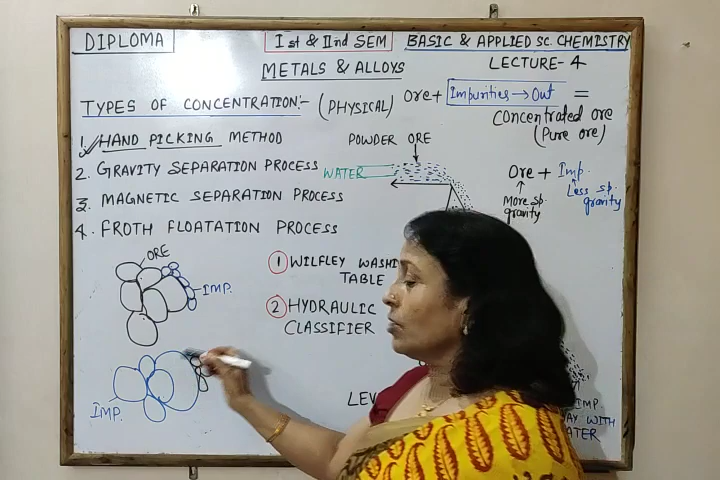 DIPLOMA
Ist & IInd SEM
BASIC & APPLIED SC. CHEMISTRY
METALS & ALLOYS
LECTURE-4
TYPES OF CONCENTRATION:- (PHYSICAL)
Ore + Impurities → Out =
Concentrated ore
(Pure ore)
1. HAND PICKING METHOD
2. GRAVITY SEPARATION PROCESS
3. MAGNETIC SEPARATION PROCESS
4. FROTH FLOATATION PROCESS
POWDER ORE
WATER
Ore + Imp.
More sp. gravity
Less sp. gravity
ORE
IMP.
1 WILFLEY WASHI
TABLE
2 HYDRAULIC
CLASSIFIER
IMP.
LEV
IMP.
AY WITH
ATER